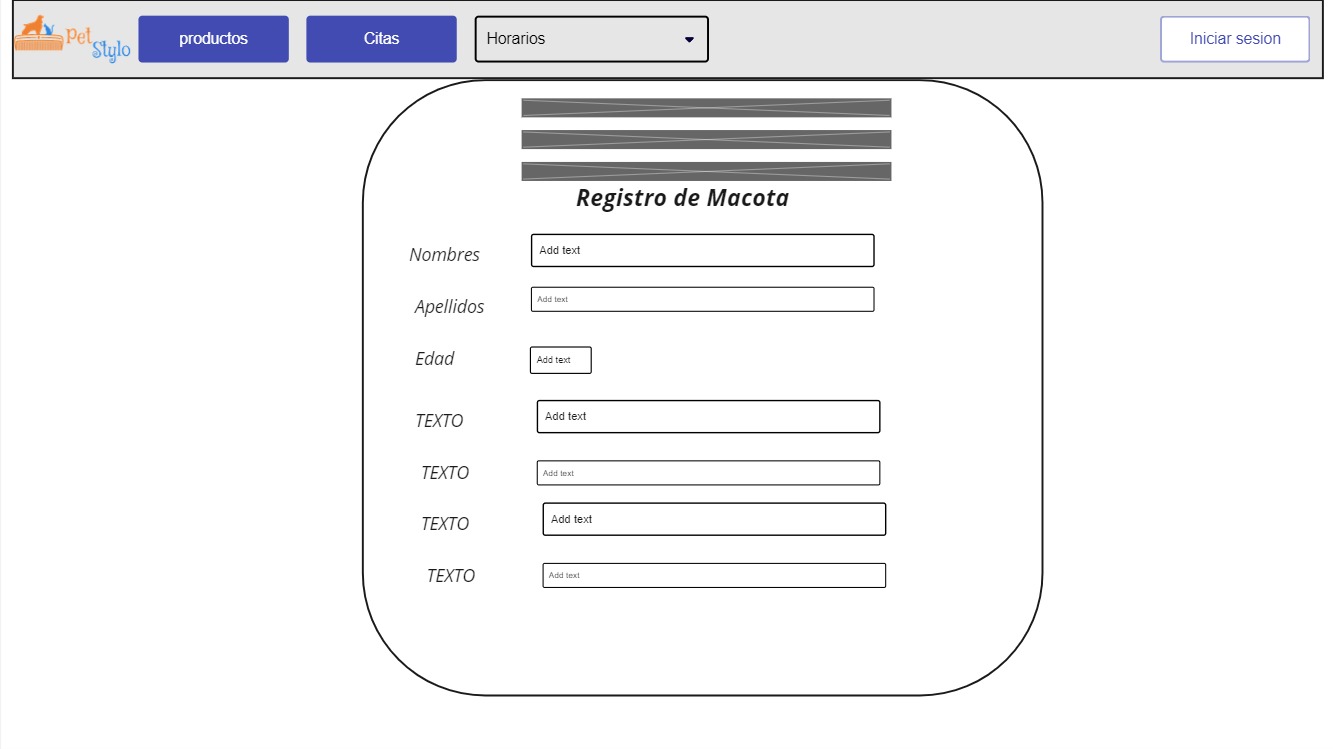 pet
Stylo
productos
Citas
Horarios
Iniciar sesion
Registro de Macota
Nombres
Add text
Apellidos
Add text
Edad
Add text
TEXTO
Add text
TEXTO
Add text
TEXTO
Add text
TEXTO
Add text